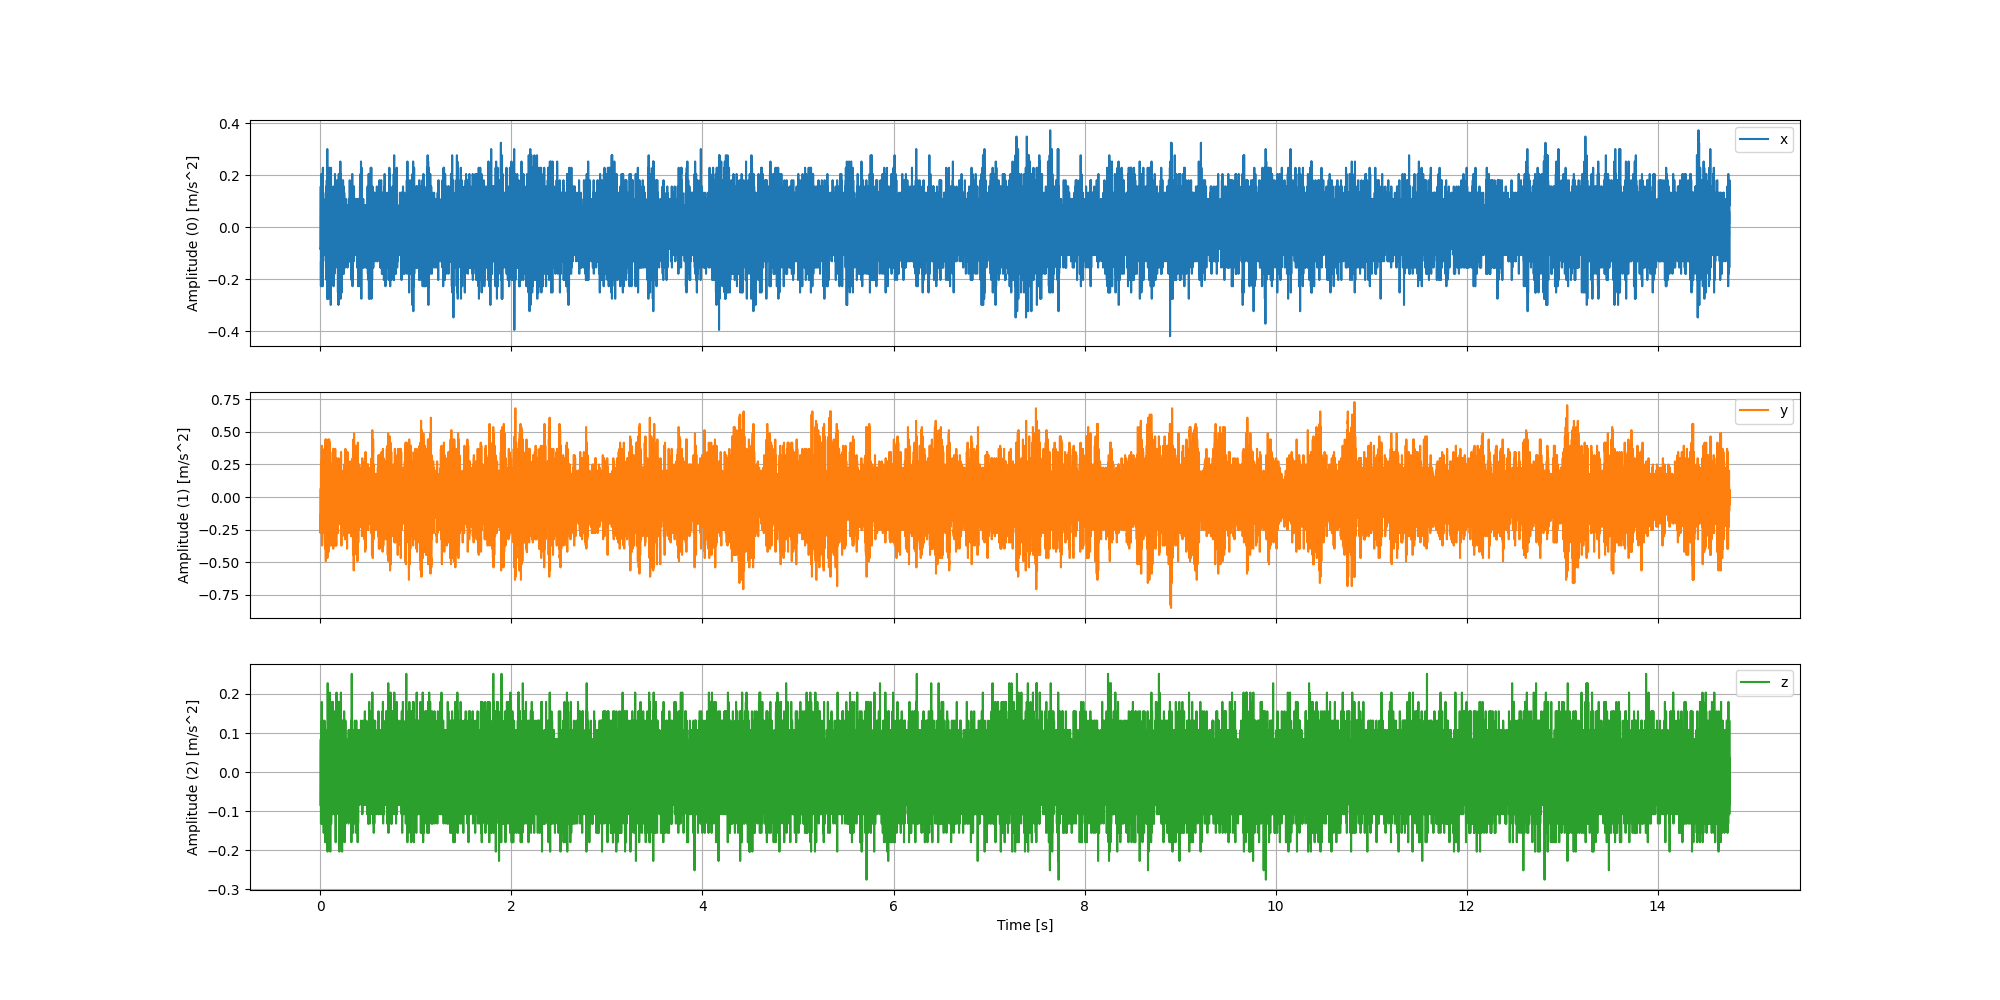 0.4
0.2
0.0
−0.2
−0.4
Amplitude (0) [m/s^2]
x
0.75
0.50
0.25
0.00
−0.25
−0.50
−0.75
Amplitude (1) [m/s^2]
y
0.2
0.1
0.0
−0.1
−0.2
−0.3
Amplitude (2) [m/s^2]
z
0 2 4 6 8 10 12 14
Time [s]